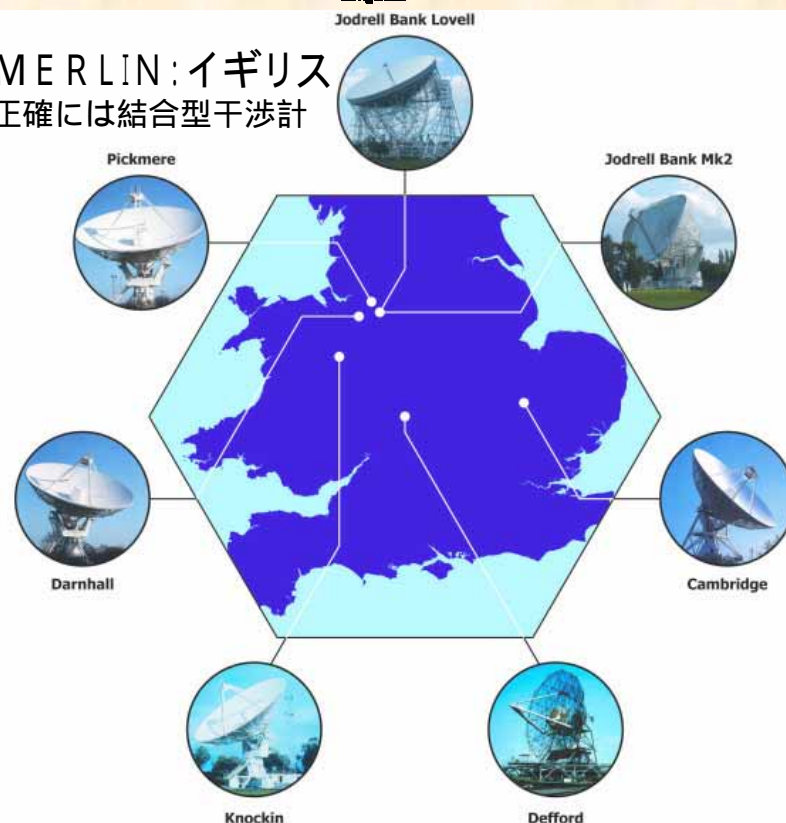 Jodrell Bank Lovell
MERLIN:イギリス
正確には結合型干渉計
Pickmere
Jodrell Bank Mk2
Darnhall
Cambridge
Knockin
Defford